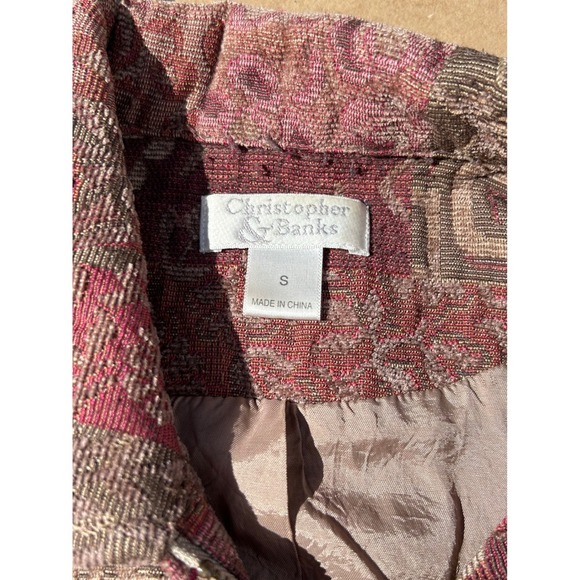 Christopher
& Banks
S
MADE IN CHINA